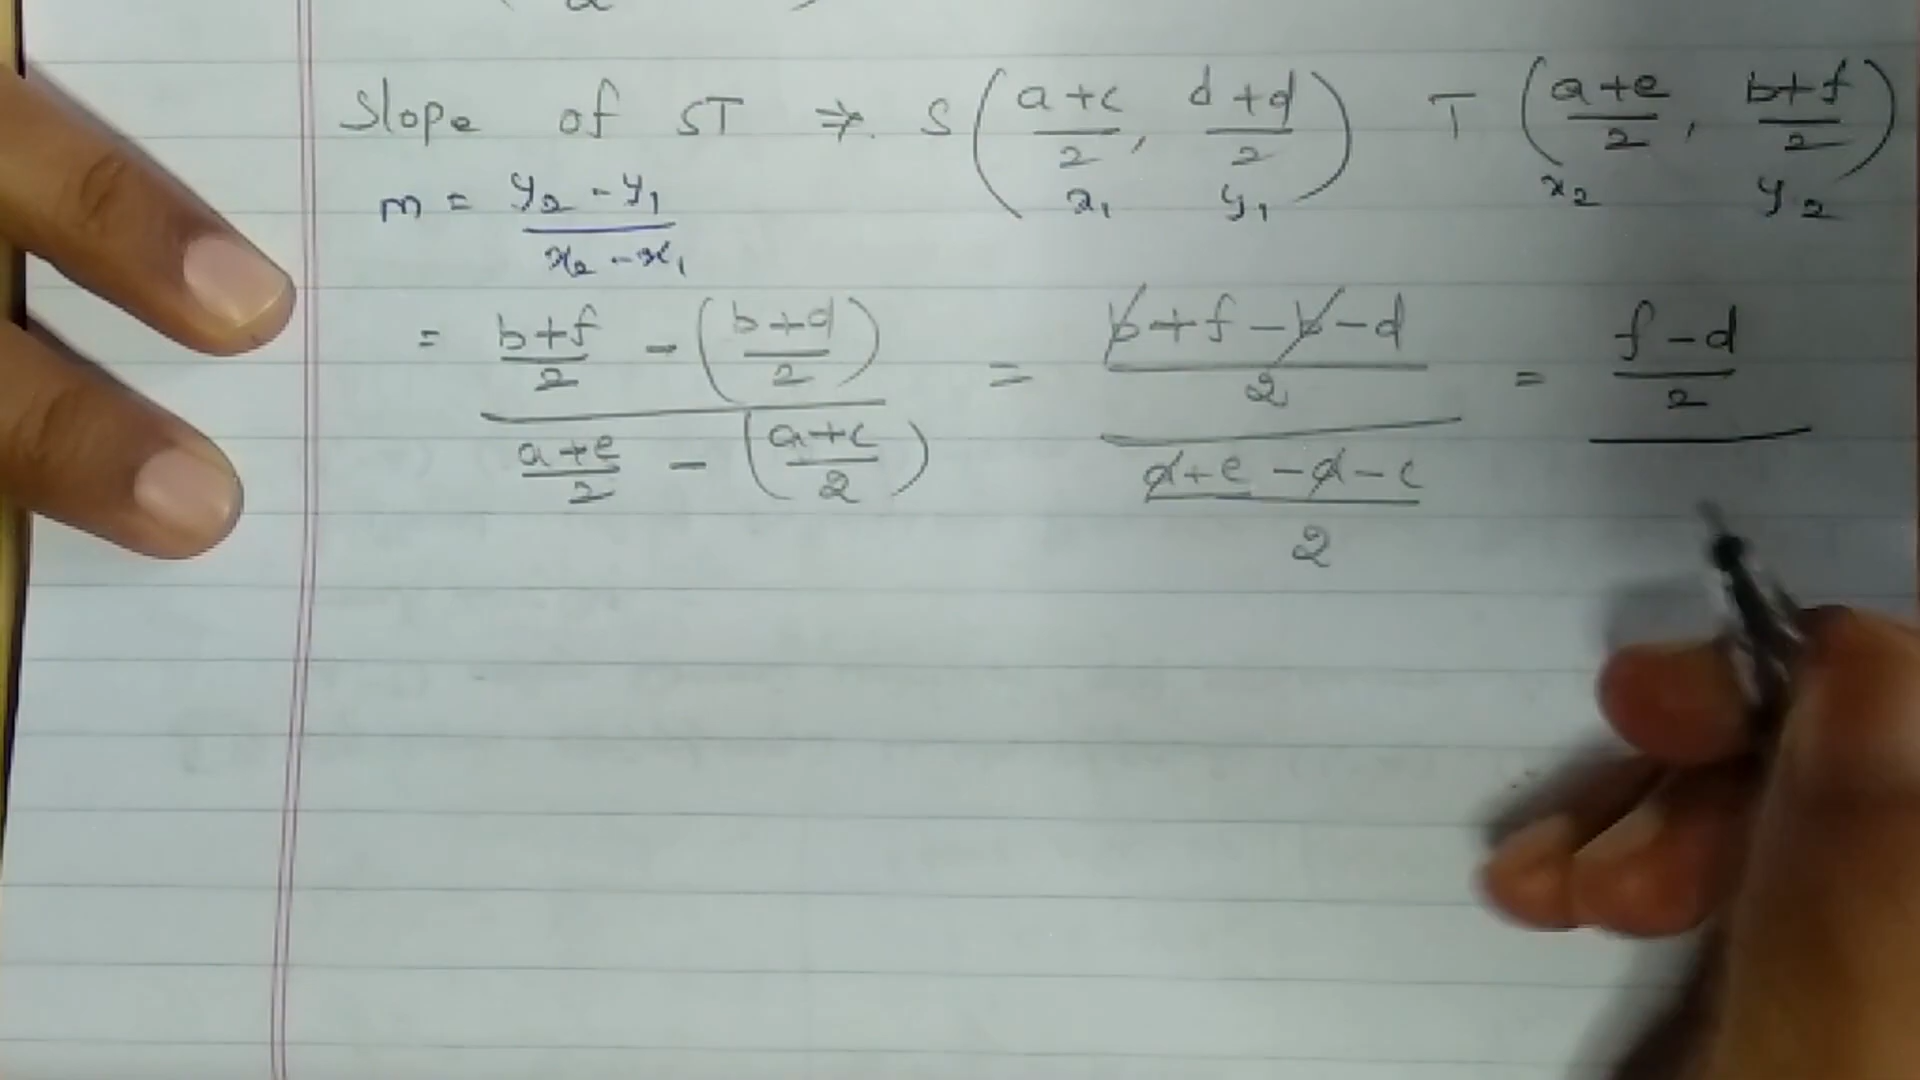 Slope of ST ⇒. S ( (a+c)/2 , (d+d)/2 ) T ( (a+e)/2 , (b+f)/2 )
x₁ y₁ x₂ y₂
m = (y₂ - y₁)/(x₂ - x₁)
= ( (b+f)/2 - ((b+d)/2) ) / ( (a+e)/2 - ((a+c)/2) ) = ( (b+f-b-d)/2 ) / ( (a+e-a-c)/2 ) = ( (f-d)/2 ) /